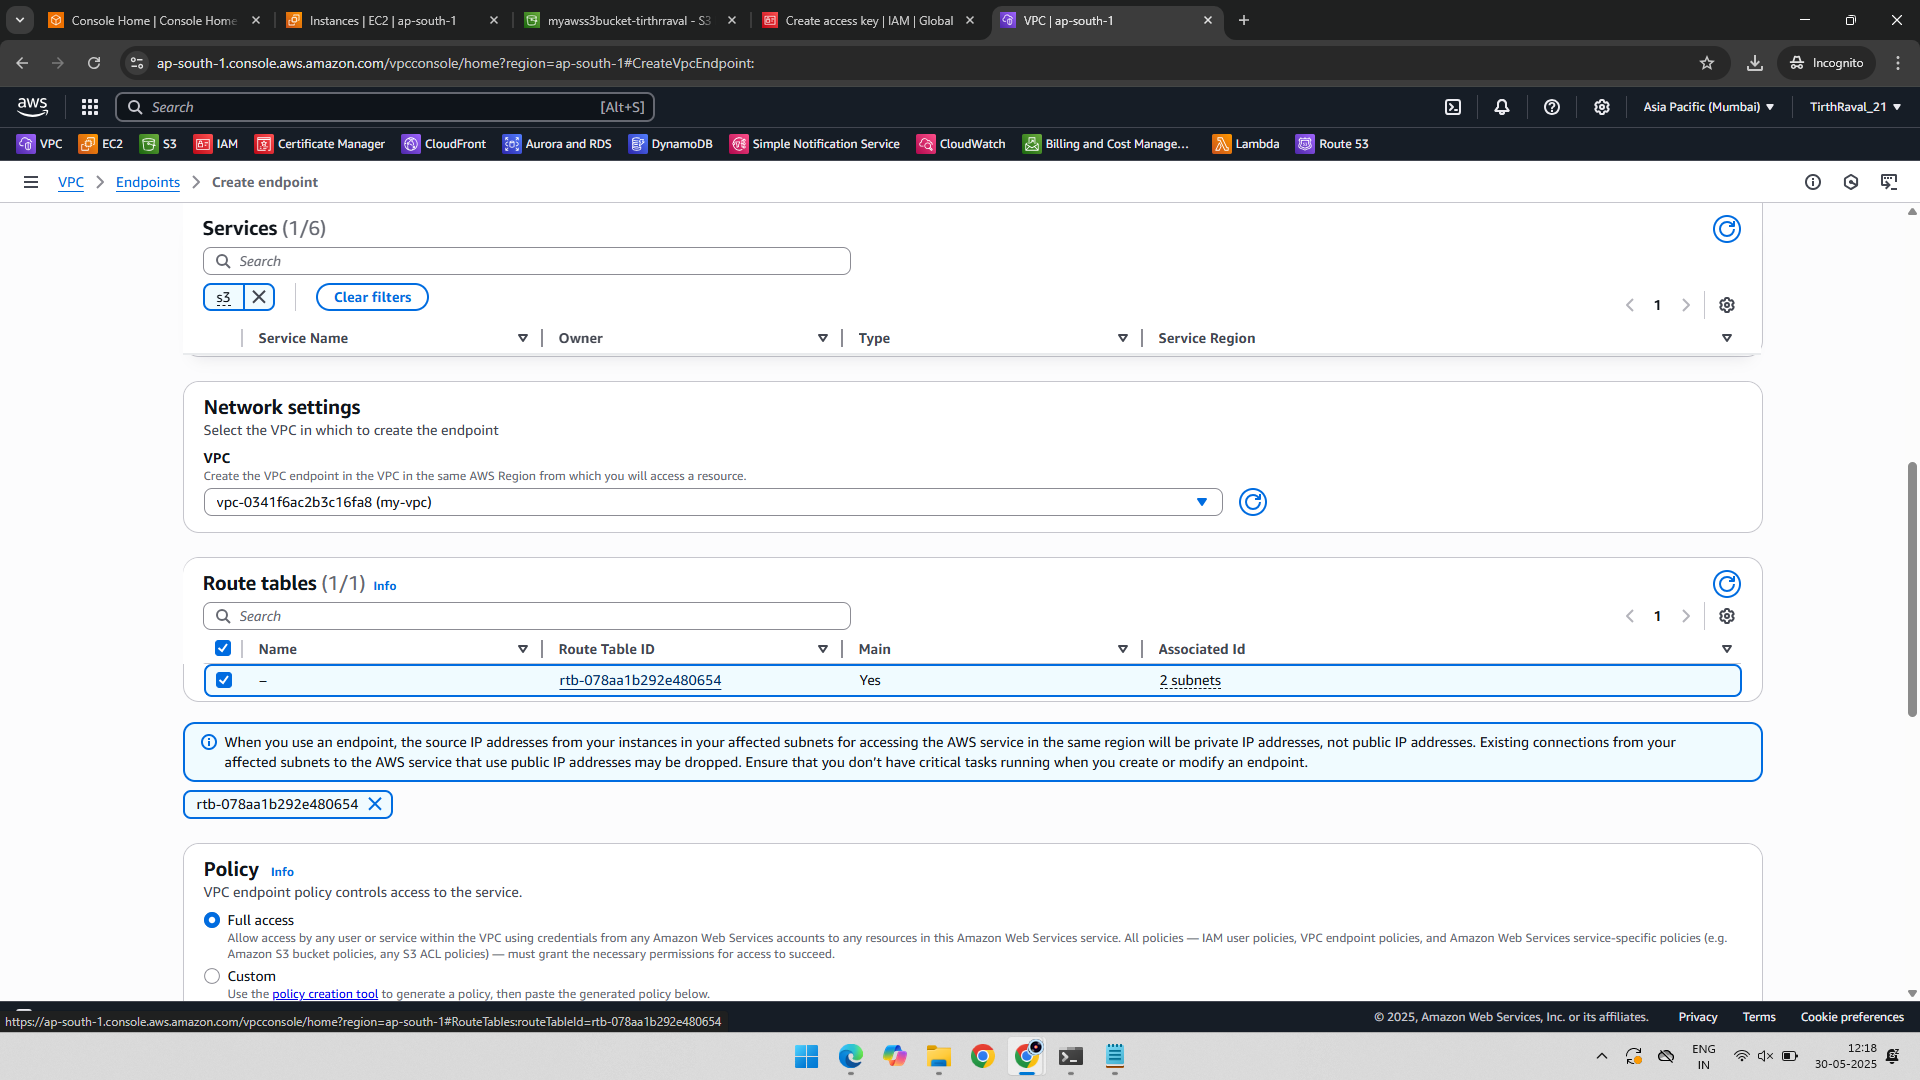 Console Home | Console Home
Instances | EC2 | ap-south-1
myawss3bucket-tirthrraval - S3
Create access key | IAM | Global
VPC | ap-south-1
ap-south-1.console.aws.amazon.com/vpcconsole/home?region=ap-south-1#CreateVpcEndpoint:
Incognito
aws
Search [Alt+S]
Asia Pacific (Mumbai)
TirthRaval_21
VPC
EC2
S3
IAM
Certificate Manager
CloudFront
Aurora and RDS
DynamoDB
Simple Notification Service
CloudWatch
Billing and Cost Manage...
Lambda
Route 53
VPC > Endpoints > Create endpoint
Services (1/6)
Search
s3
Clear filters
1
Service Name Owner Type Service Region
Network settings
Select the VPC in which to create the endpoint
VPC
Create the VPC endpoint in the VPC in the same AWS Region from which you will access a resource.
vpc-0341f6ac2b3c16fa8 (my-vpc)
Route tables (1/1) Info
Search
1
Name Route Table ID Main Associated Id
– rtb-078aa1b292e480654 Yes 2 subnets
When you use an endpoint, the source IP addresses from your instances in your affected subnets for accessing the AWS service in the same region will be private IP addresses, not public IP addresses. Existing connections from your
affected subnets to the AWS service that use public IP addresses may be dropped. Ensure that you don't have critical tasks running when you create or modify an endpoint.
rtb-078aa1b292e480654
Policy Info
VPC endpoint policy controls access to the service.
Full access
Allow access by any user or service within the VPC using credentials from any Amazon Web Services accounts to any resources in this Amazon Web Services service. All policies — IAM user policies, VPC endpoint policies, and Amazon Web Services service-specific policies (e.g.
Amazon S3 bucket policies, any S3 ACL policies) — must grant the necessary permissions for access to succeed.
Custom
Use the policy creation tool to generate a policy, then paste the generated policy below.
https://ap-south-1.console.aws.amazon.com/vpcconsole/home?region=ap-south-1#RouteTables:routeTableId=rtb-078aa1b292e480654
© 2025, Amazon Web Services, Inc. or its affiliates.
Privacy
Terms
Cookie preferences
ENG
IN
12:18
30-05-2025